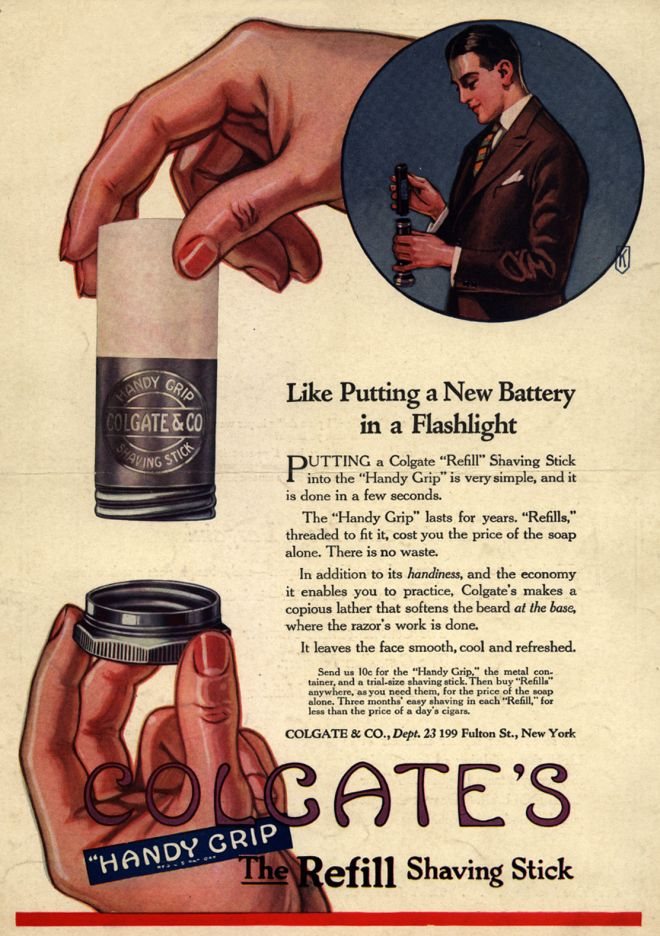 HANDY GRIP
COLGATE & CO
SHAVING STICK
K
Like Putting a New Battery
in a Flashlight
PUTTING a Colgate "Refill" Shaving Stick
into the "Handy Grip" is very simple, and it
is done in a few seconds.
The "Handy Grip" lasts for years. "Refills,"
threaded to fit it, cost you the price of the soap
alone. There is no waste.
In addition to its handiness, and the economy
it enables you to practice, Colgate's makes a
copious lather that softens the beard at the base,
where the razor's work is done.
It leaves the face smooth, cool and refreshed.
Send us 10c for the "Handy Grip," the metal con-
tainer, and a trial-size shaving stick. Then buy "Refills"
anywhere, as you need them, for the price of the soap
alone. Three months' easy shaving in each "Refill," for
less than the price of a day's cigars.
COLGATE & CO., Dept. 23 199 Fulton St., New York
COLGATE'S
"HANDY GRIP
The Refill Shaving Stick